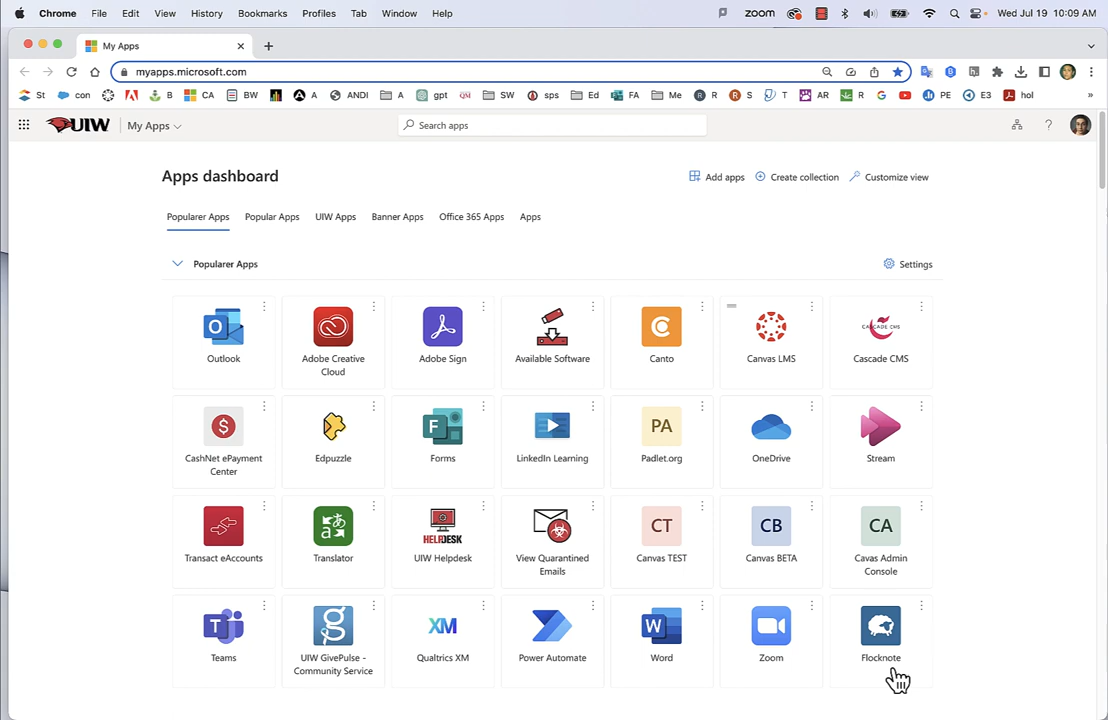 Chrome File Edit View History Bookmarks Profiles Tab Window Help zoom Wed Jul 19 10:09 AM
My Apps
myapps.microsoft.com
St con B CA BW A ANDI A gpt QM SW sps Ed FA Me R S T AR R G PE E3 hol »
UIW My Apps Search apps ?
Apps dashboard Add apps Create collection Customize view
Popularer Apps Popular Apps UIW Apps Banner Apps Office 365 Apps Apps
Popularer Apps Settings
Outlook Adobe Creative Adobe Sign Available Software Canto Canvas LMS Cascade CMS
Cloud
CashNet ePayment Edpuzzle Forms LinkedIn Learning Padlet.org OneDrive Stream
Center
PA
CT CB CA
HELPDESK
Transact eAccounts Translator UIW Helpdesk View Quarantined Canvas TEST Canvas BETA Cavas Admin
Emails Console
XM
Teams UIW GivePulse - Qualtrics XM Power Automate Word Zoom Flocknote
Community Service